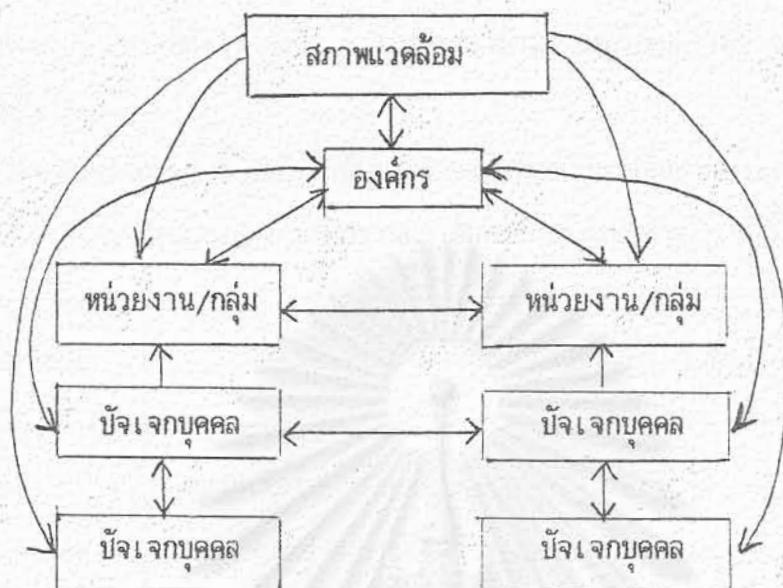 สภาพแวดล้อม
องค์กร
หน่วยงาน/กลุ่ม หน่วยงาน/กลุ่ม
ปัจเจกบุคคล ปัจเจกบุคคล
ปัจเจกบุคคล ปัจเจกบุคคล